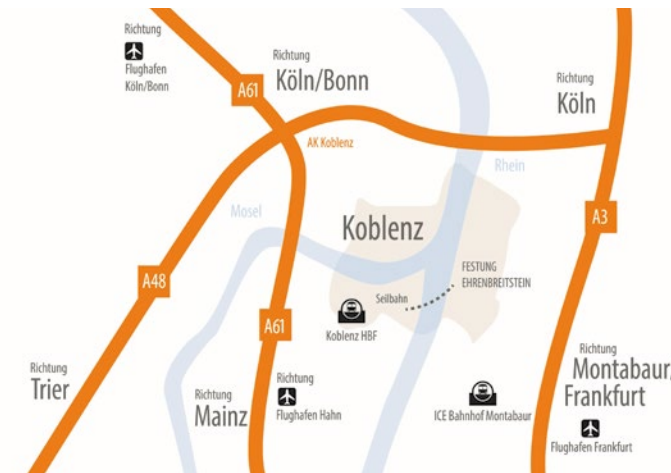 Richtung
Flughafen
Köln/Bonn
A61
Richtung
Köln/Bonn
Richtung
Köln
AK Koblenz
Rhein
Mosel
A3
Koblenz
FESTUNG
EHRENBREITSTEIN
A48
Seilbahn
A61
Koblenz HBF
Richtung
Trier
Richtung
Mainz
Richtung
Flughafen Hahn
ICE Bahnhof Montabaur
Richtung
Montabaur,
Frankfurt
Flughafen Frankfurt